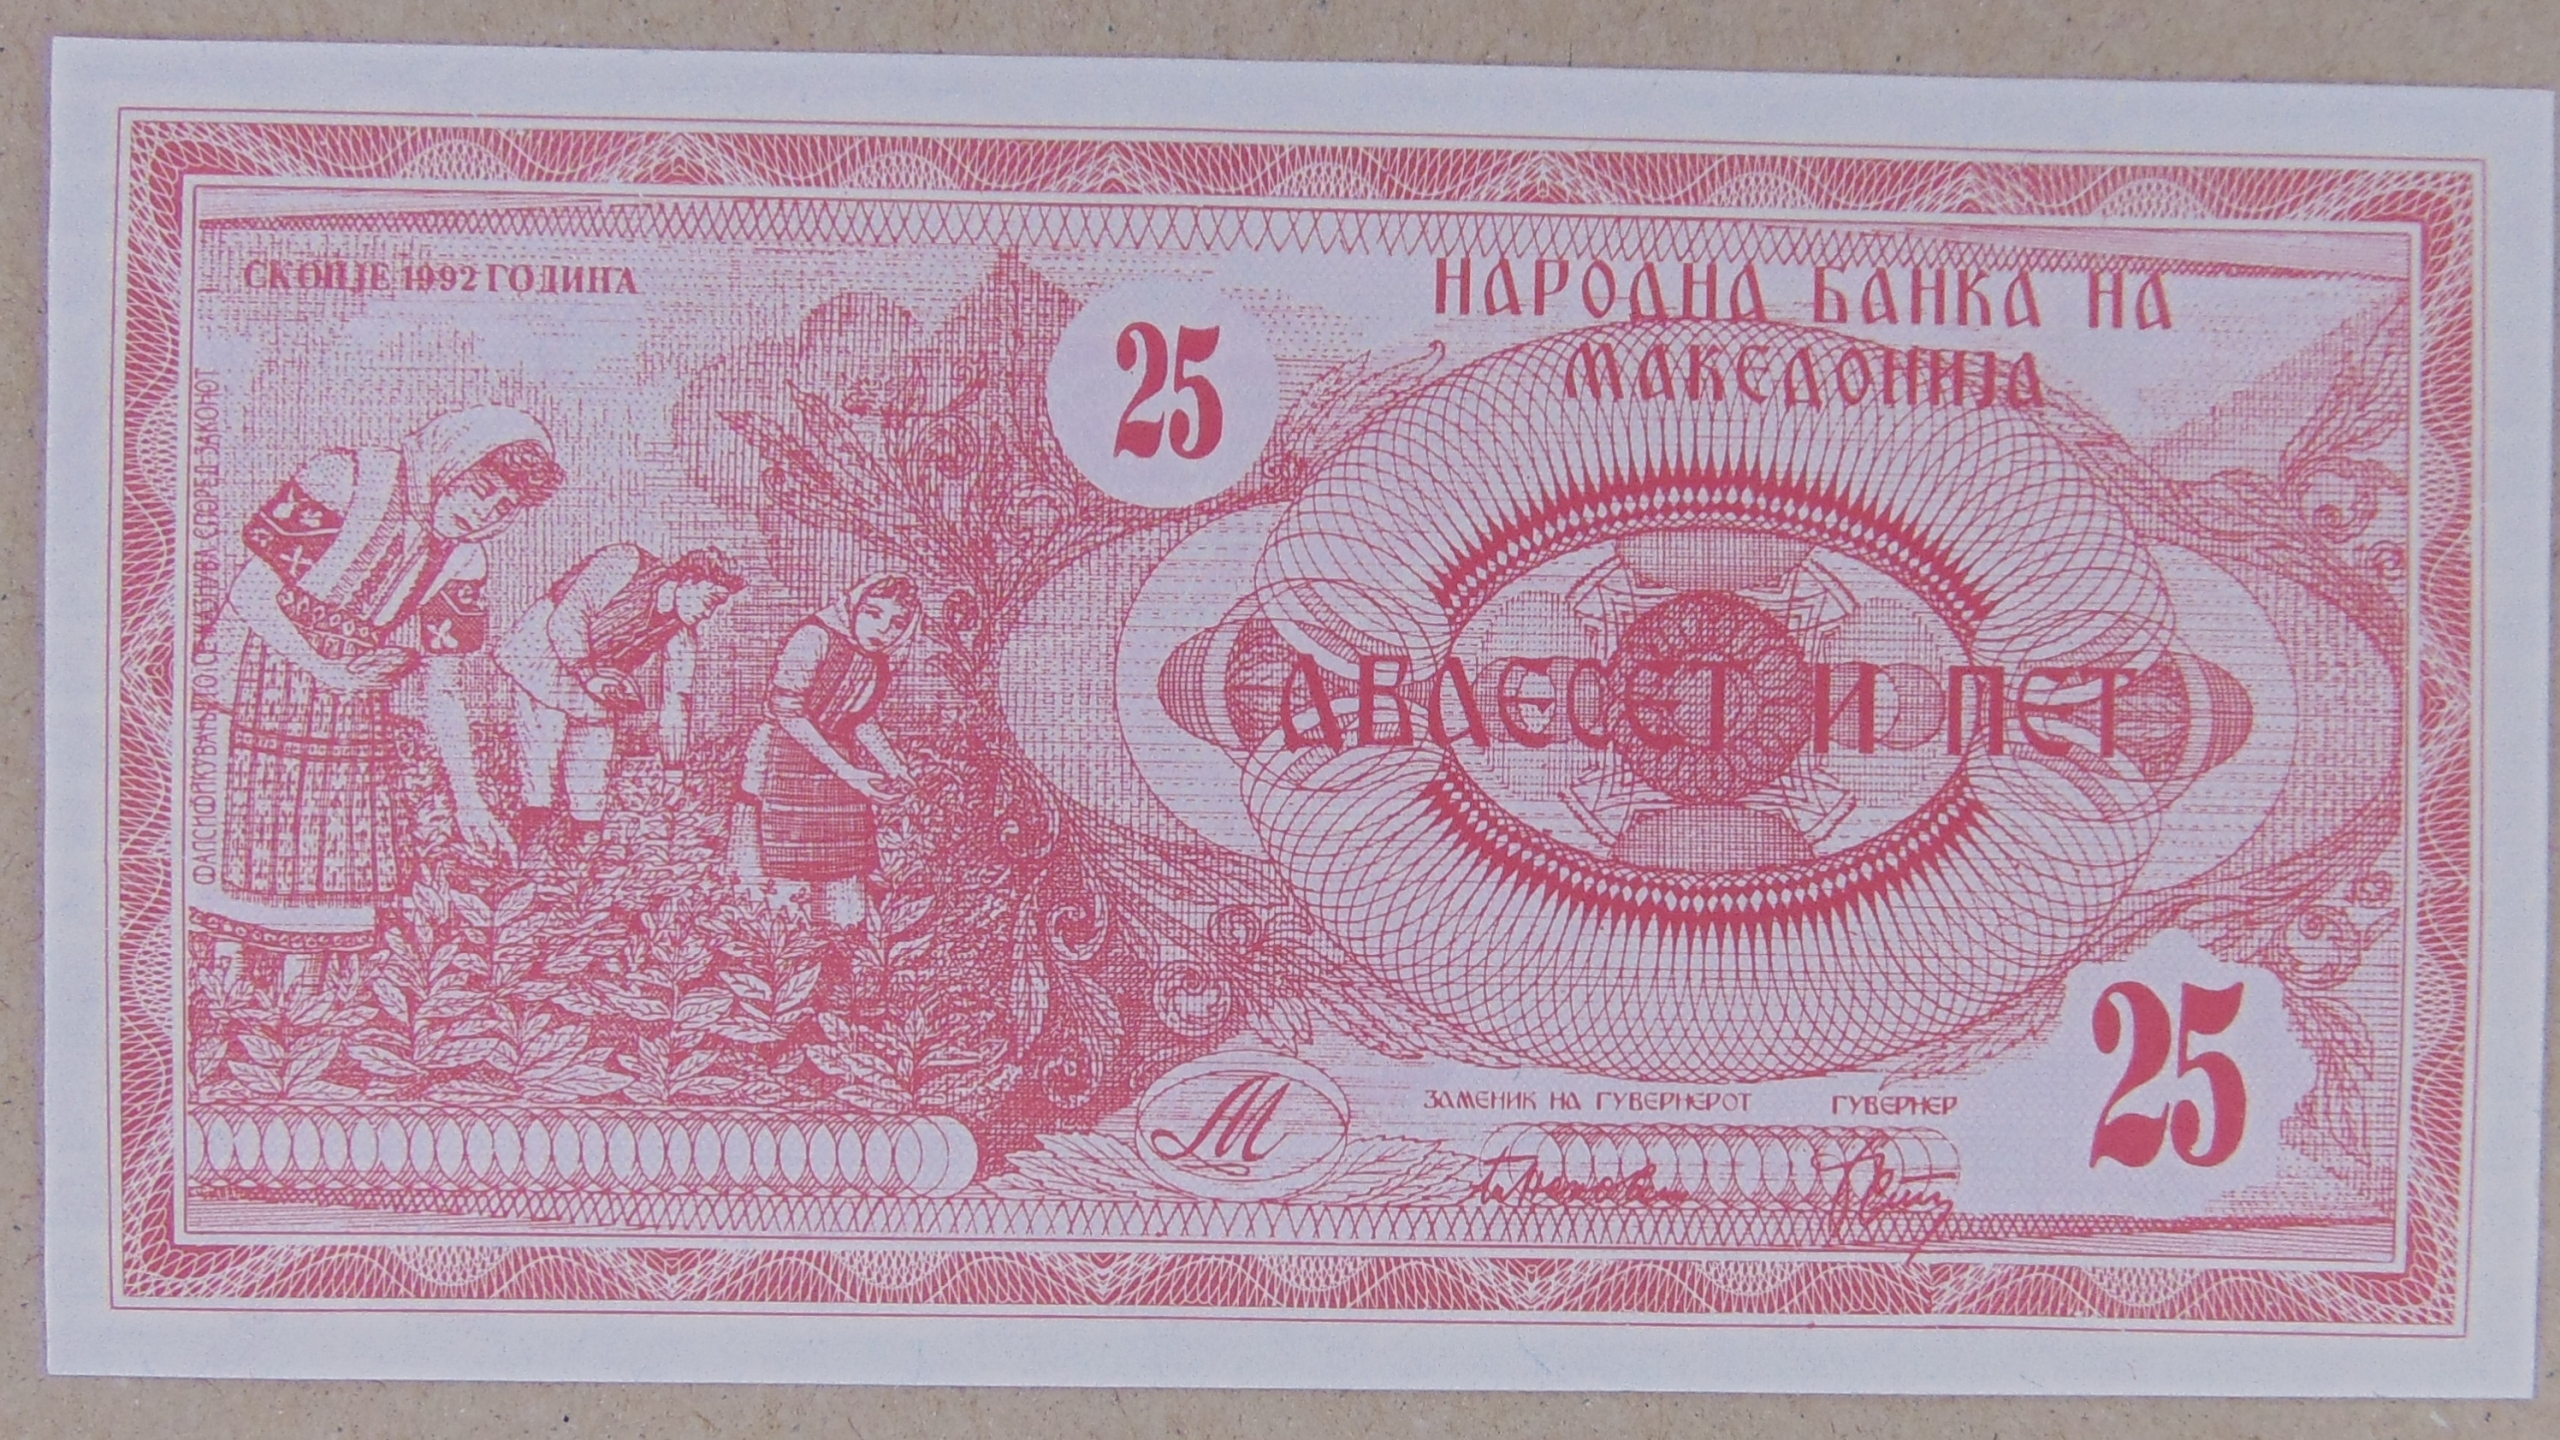 СКОПЈЕ 1992 ГОДИНА
НАРОДНА БАНКА НА
МАКЕДОНИЈА
25
ФАЛСИФИКУВАЊЕТО СЕ КАЗНУВА СПОРЕД ЗАКОНОТ
ДВАЕСЕТ И ПЕТ
25
ЗАМЕНИК НА ГУВЕРНЕРОТ ГУВЕРНЕР
М